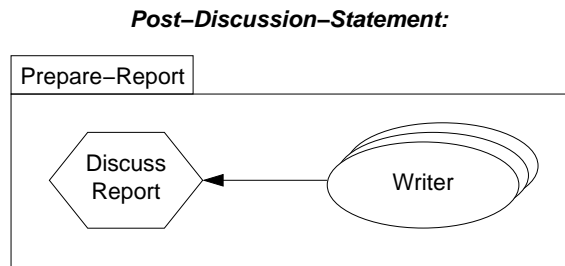 Post–Discussion–Statement:
Prepare–Report
Discuss
Report
Writer